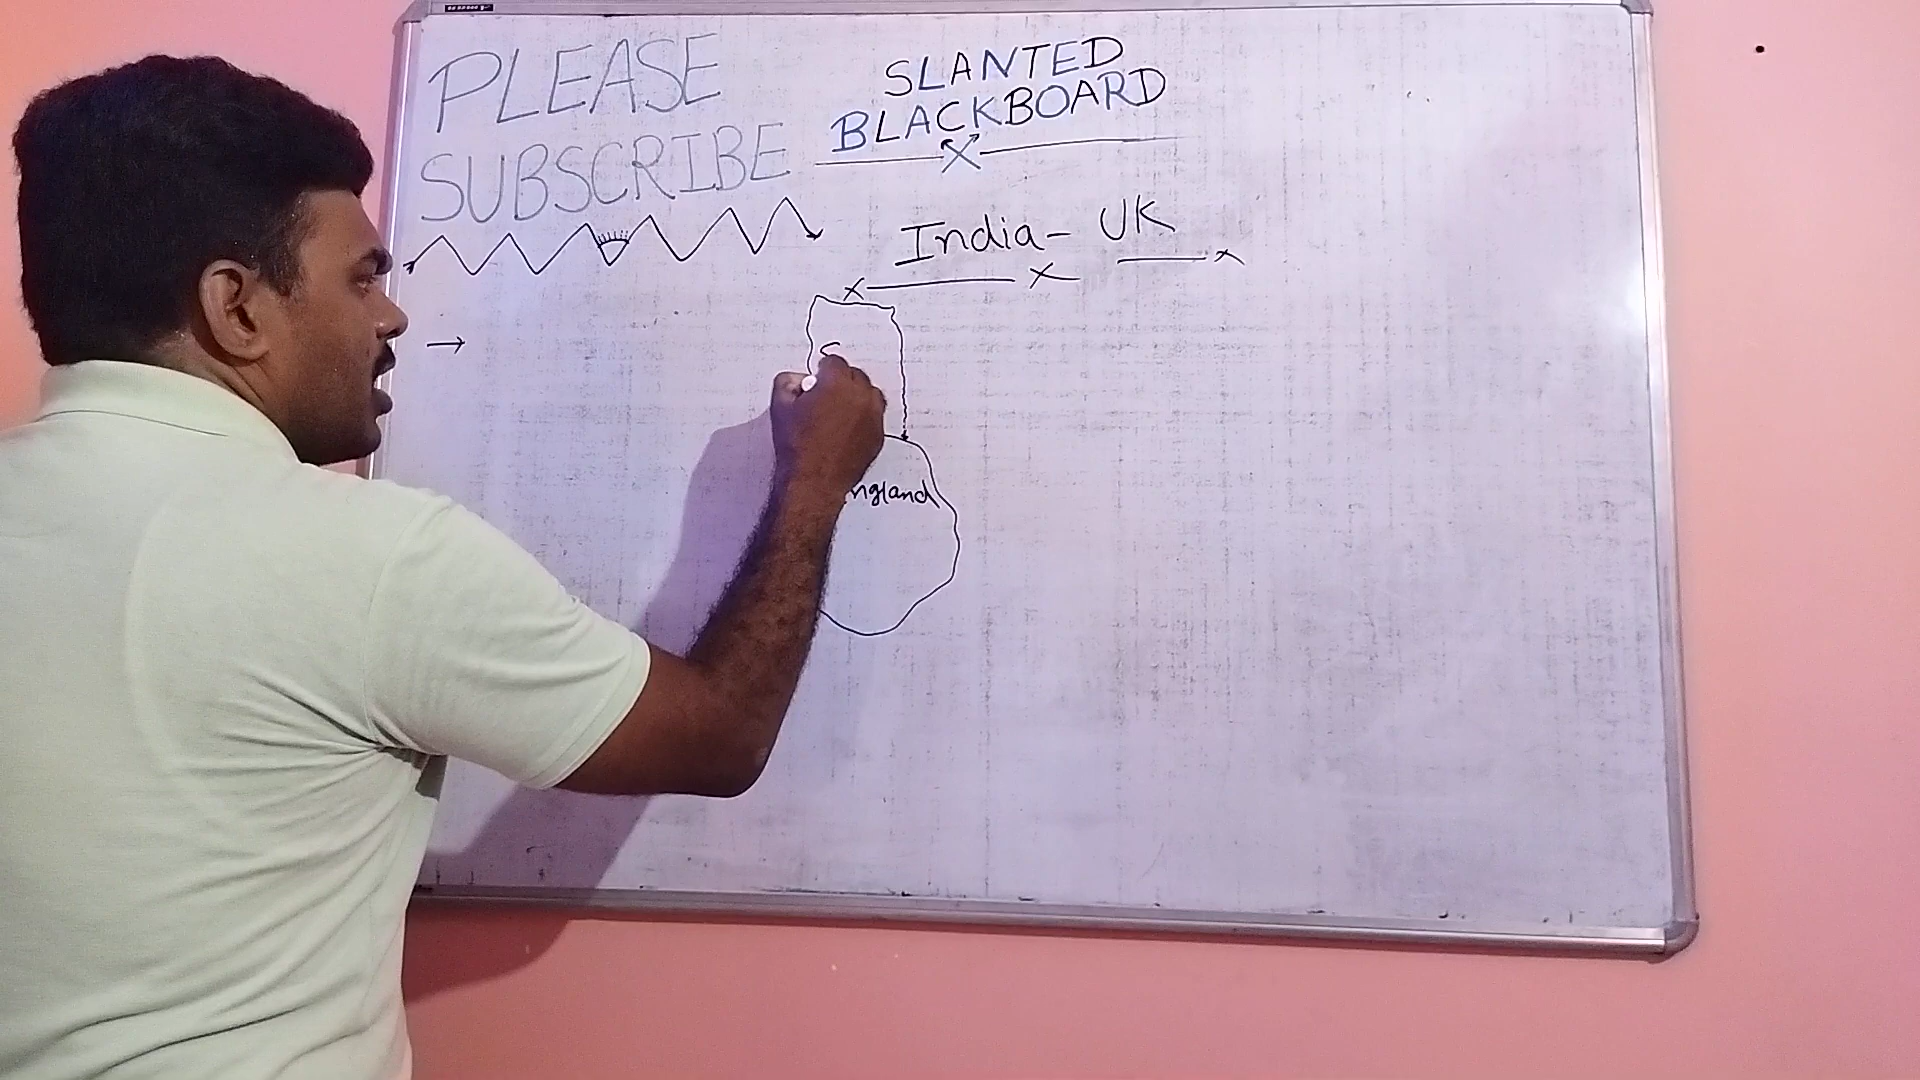 PLEASE
SUBSCRIBE
SLANTED
BLACKBOARD
India - UK
ngland
S